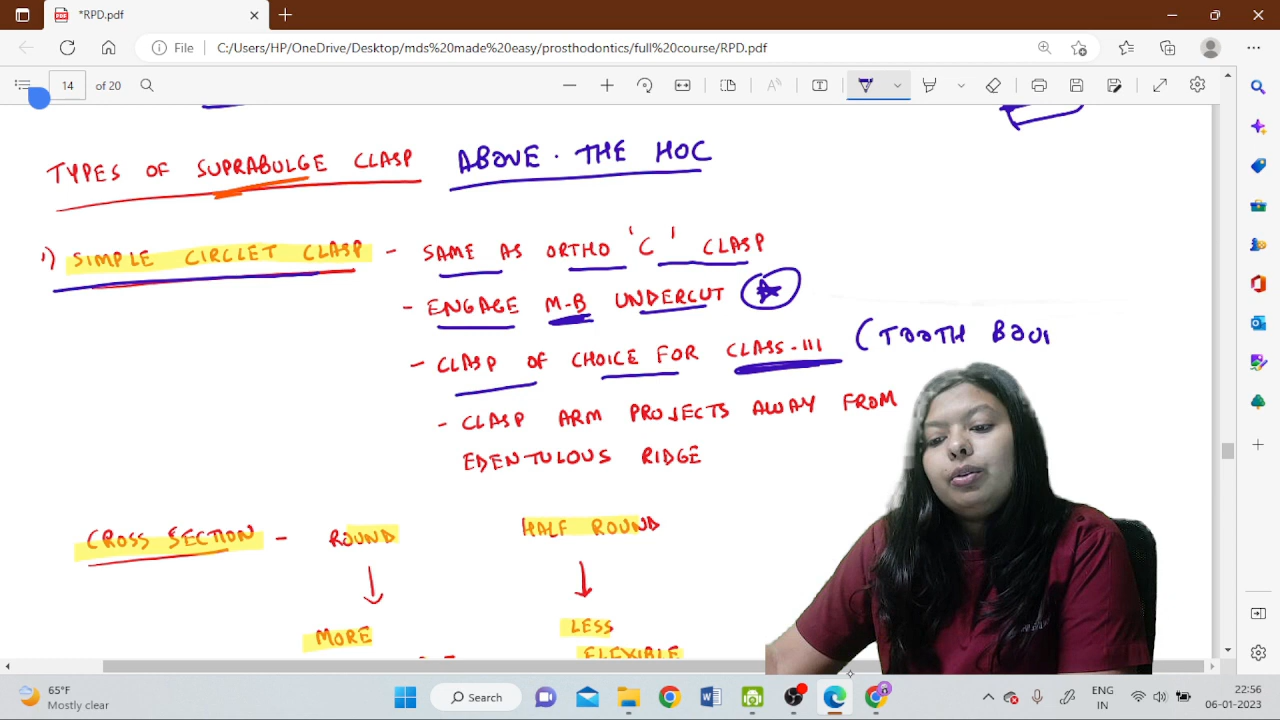 *RPD.pdf
File
C:/Users/HP/OneDrive/Desktop/mds%20made%20easy/prosthodontics/full%20course/RPD.pdf
14 of 20
TYPES OF SUPRABULGE CLASP ABOVE. THE HOC
1) SIMPLE CIRCLET CLASP - SAME AS ORTHO 'C' CLASP
- ENGAGE M-B UNDERCUT
- CLASP OF CHOICE FOR CLASS-III (TOOTH BOU
- CLASP ARM PROJECTS AWAY FROM
EDENTULOUS RIDGE
CROSS SECTION - ROUND HALF ROUND
MORE LESS
FLEXIBLE
65°F
Mostly clear
Search
ENG
IN
22:56
06-01-2023